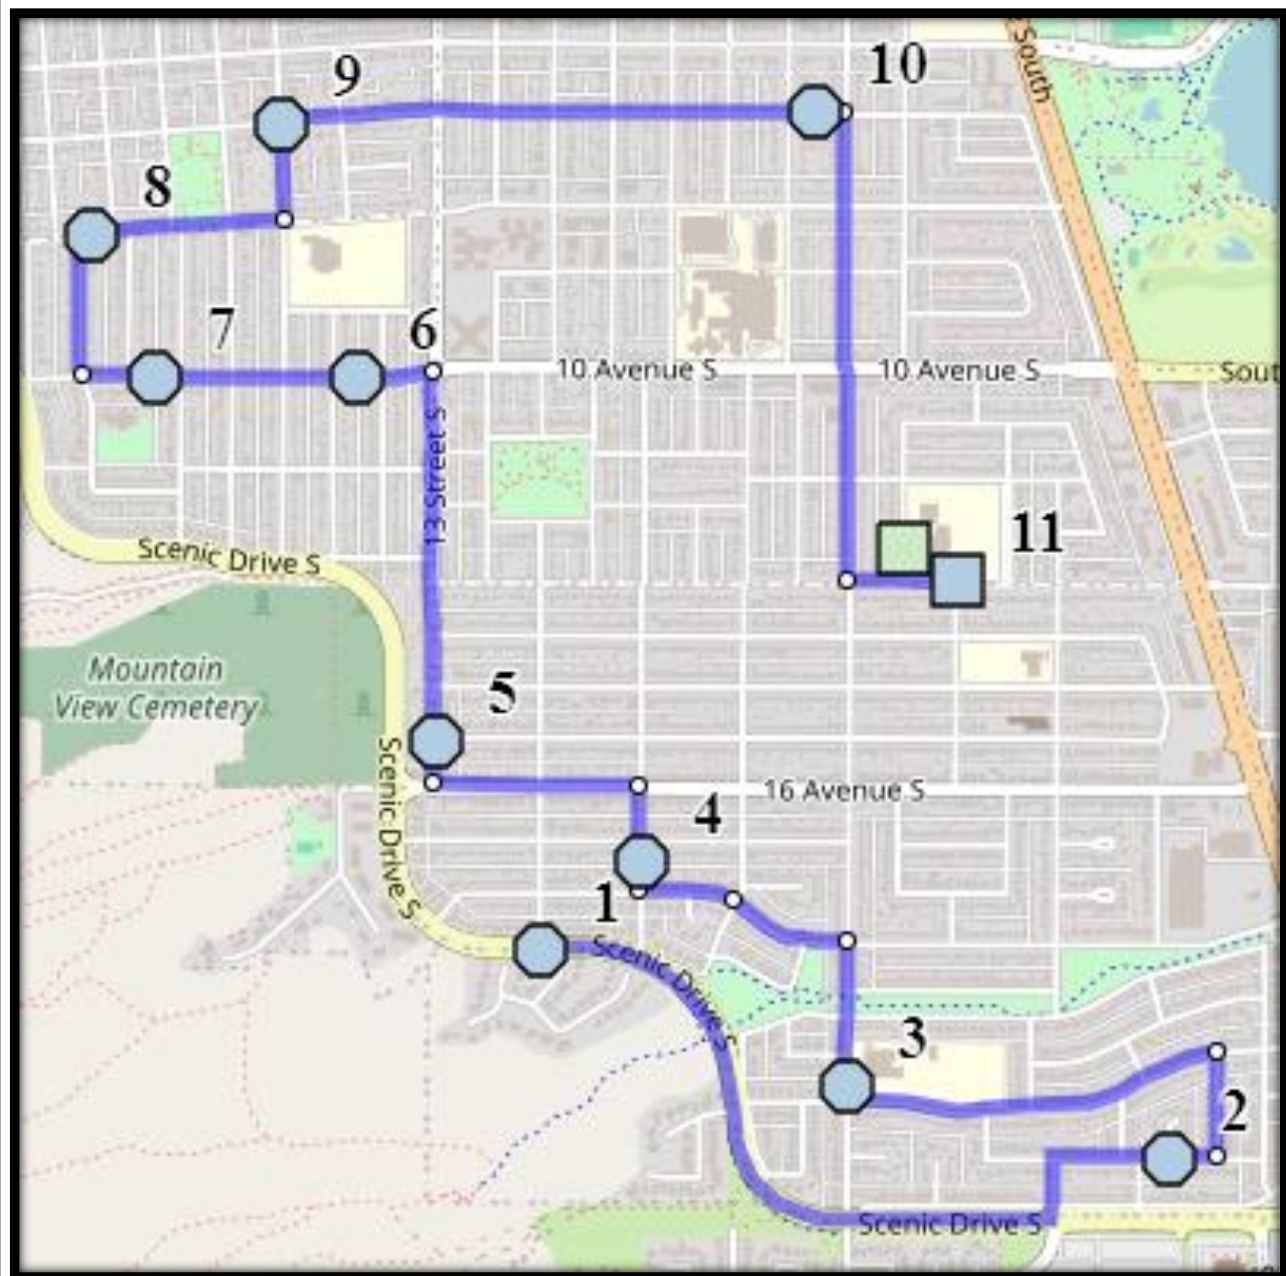 South
9
10
8
7
6
10 Avenue S
10 Avenue S
Sout
13 Street S
11
Scenic Drive S
Mountain
View Cemetery
5
Scenic Drive S
16 Avenue S
4
1
Scenic Drive S
3
2
Scenic Drive S